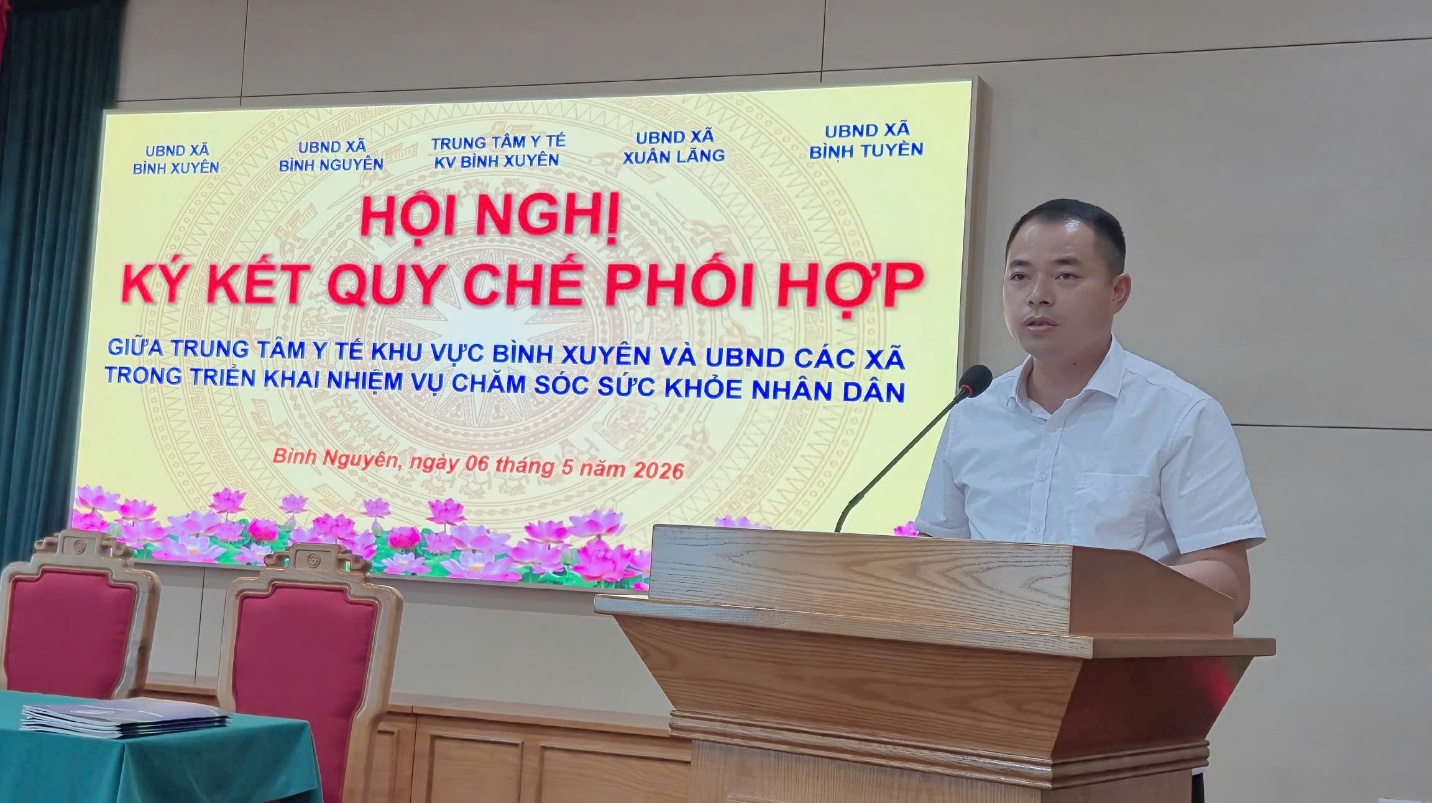 UBND XÃ
BÌNH XUYÊN
UBND XÃ
BÌNH NGUYÊN
TRUNG TÂM Y TẾ
KV BÌNH XUYÊN
UBND XÃ
XUÂN LÃNG
UBND XÃ
BÌNH TUYỀN
HỘI NGHỊ
KÝ KẾT QUY CHẾ PHỐI HỢP
GIỮA TRUNG TÂM Y TẾ KHU VỰC BÌNH XUYÊN VÀ UBND CÁC XÃ
TRONG TRIỂN KHAI NHIỆM VỤ CHĂM SÓC SỨC KHỎE NHÂN DÂN
Bình Nguyên, ngày 06 tháng 5 năm 2026